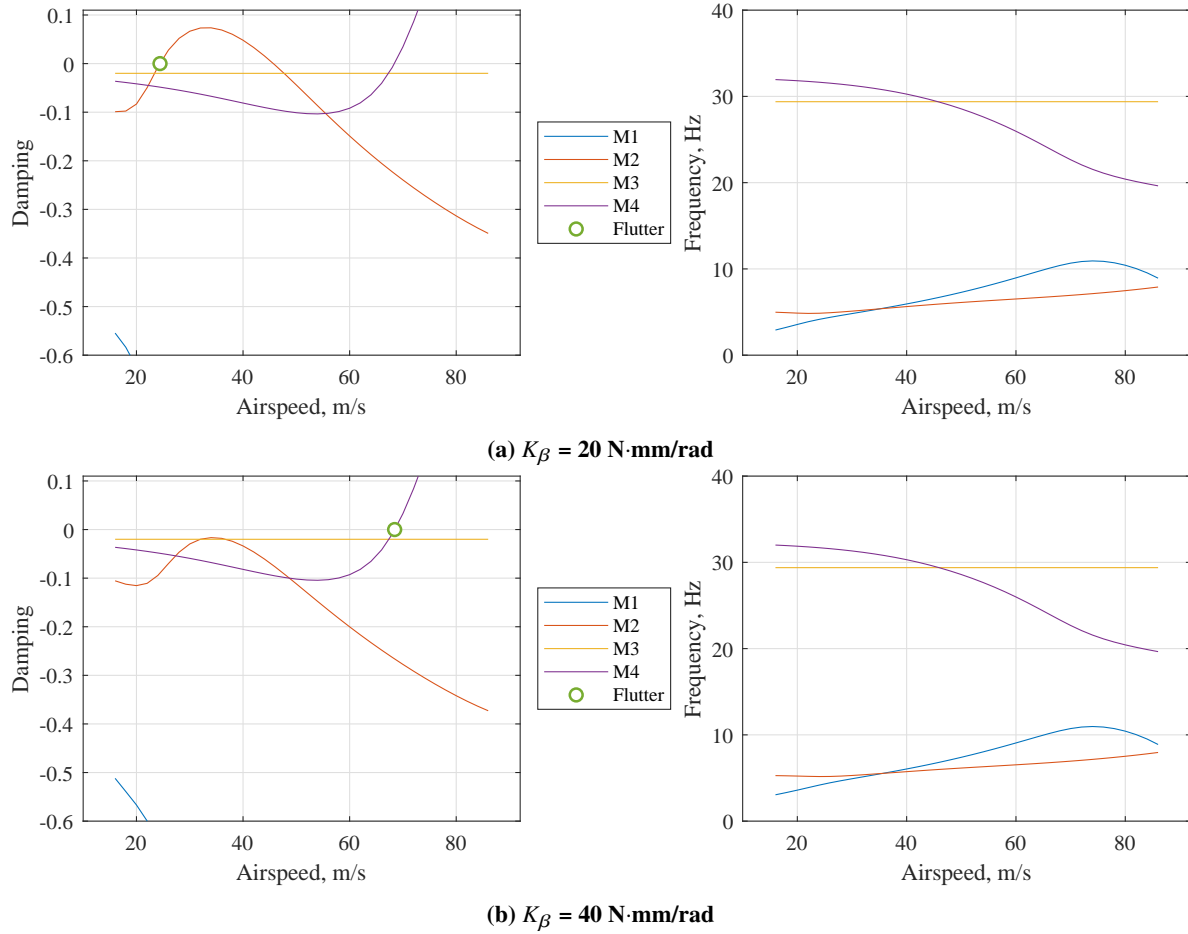 0.1
0
-0.1
-0.2
-0.3
-0.4
-0.5
-0.6
Damping
20 40 60 80
Airspeed, m/s
M1
M2
M3
M4
Flutter
40
30
20
10
0
Frequency, Hz
20 40 60 80
Airspeed, m/s
(a) Kβ = 20 N·mm/rad
0.1
0
-0.1
-0.2
-0.3
-0.4
-0.5
-0.6
Damping
20 40 60 80
Airspeed, m/s
M1
M2
M3
M4
Flutter
40
30
20
10
0
Frequency, Hz
20 40 60 80
Airspeed, m/s
(b) Kβ = 40 N·mm/rad